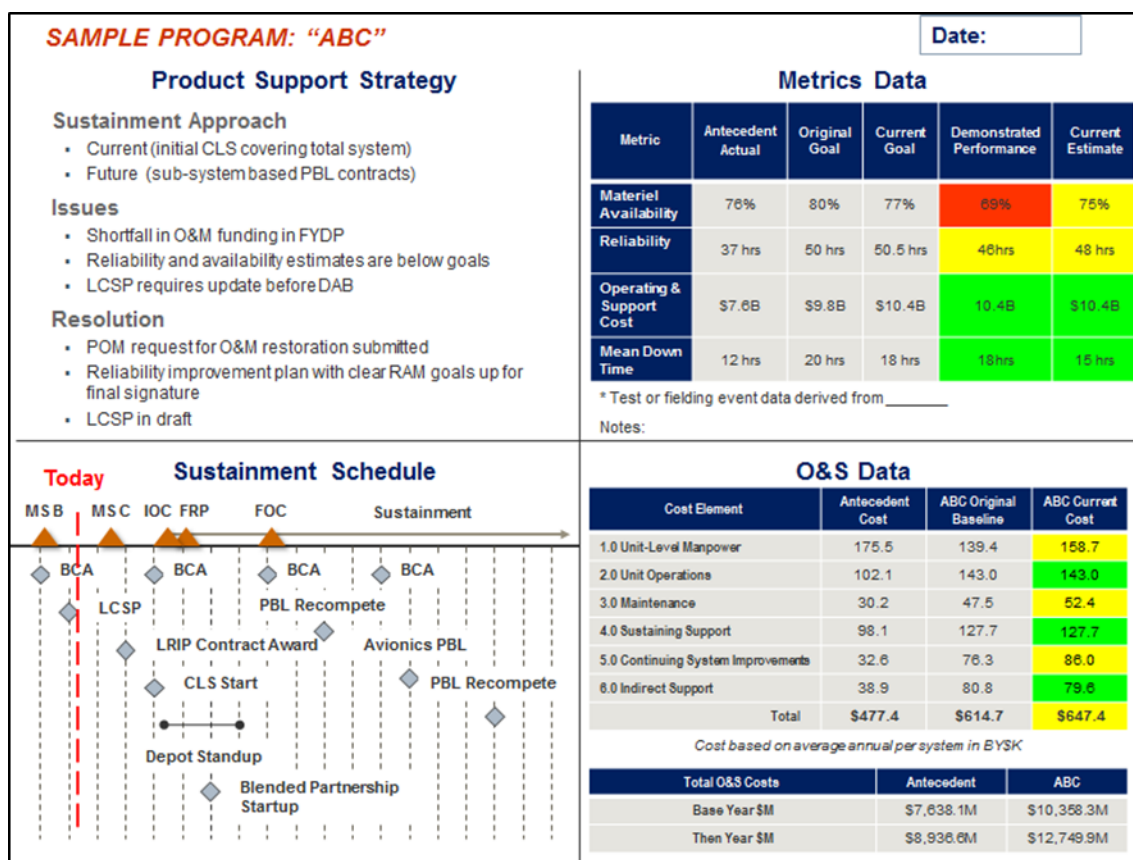 SAMPLE PROGRAM: “ABC”
Date:
Product Support Strategy
Sustainment Approach
▪ Current (initial CLS covering total system)
▪ Future (sub-system based PBL contracts)
Issues
▪ Shortfall in O&M funding in FYDP
▪ Reliability and availability estimates are below goals
▪ LCSP requires update before DAB
Resolution
▪ POM request for O&M restoration submitted
▪ Reliability improvement plan with clear RAM goals up for
final signature
▪ LCSP in draft
Metrics Data
Metric Antecedent Actual Original Goal Current Goal Demonstrated Performance Current Estimate
Materiel Availability 76% 80% 77% 69% 75%
Reliability 37 hrs 50 hrs 50.5 hrs 46hrs 48 hrs
Operating & Support Cost $7.6B $9.8B $10.4B 10.4B $10.4B
Mean Down Time 12 hrs 20 hrs 18 hrs 18hrs 15 hrs
* Test or fielding event data derived from_______
Notes:
Sustainment Schedule
Today
MS B MS C IOC FRP FOC Sustainment
BCA BCA BCA BCA
LCSP PBL Recompete
LRIP Contract Award Avionics PBL
CLS Start PBL Recompete
Depot Standup
Blended Partnership
Startup
O&S Data
Cost Element Antecedent Cost ABC Original Baseline ABC Current Cost
1.0 Unit-Level Manpower 175.5 139.4 158.7
2.0 Unit Operations 102.1 143.0 143.0
3.0 Maintenance 30.2 47.5 52.4
4.0 Sustaining Support 98.1 127.7 127.7
5.0 Continuing System Improvements 32.6 76.3 86.0
6.0 Indirect Support 38.9 80.8 79.6
Total $477.4 $614.7 $647.4
Cost based on average annual per system in BY$K
Total O&S Costs Antecedent ABC
Base Year $M $7,638.1M $10,358.3M
Then Year $M $8,936.6M $12,749.9M